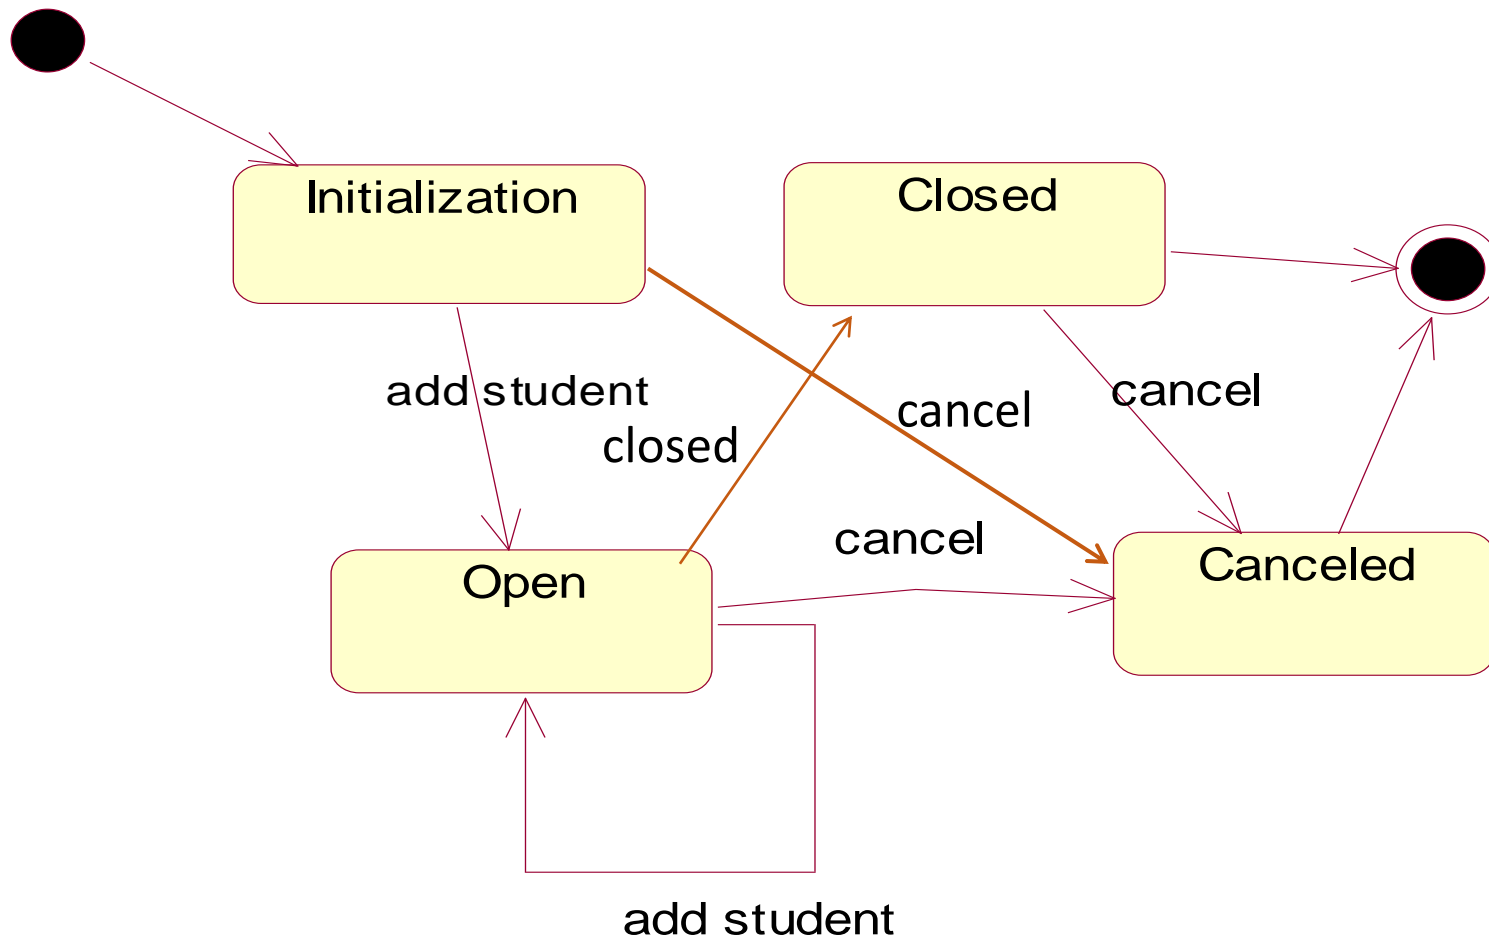 Initialization
Closed
add student
cancel
cancel
closed
cancel
Open
Canceled
add student